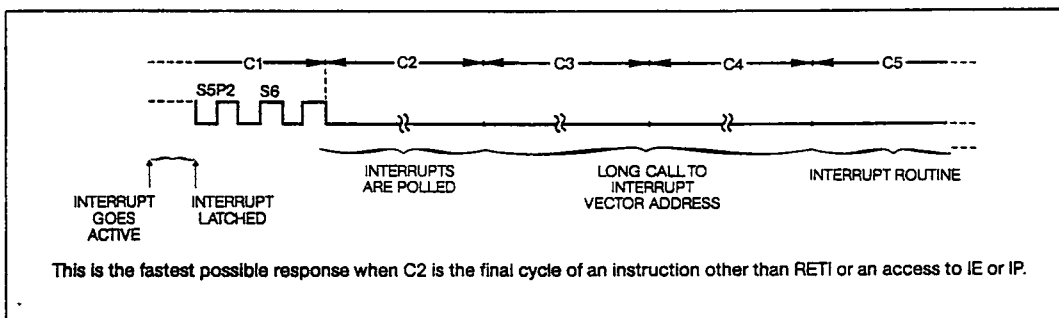 C1 C2 C3 C4 C5
S5P2 S6
INTERRUPT
GOES
ACTIVE
INTERRUPT
LATCHED
INTERRUPTS
ARE POLLED
LONG CALL TO
INTERRUPT
VECTOR ADDRESS
INTERRUPT ROUTINE
This is the fastest possible response when C2 is the final cycle of an instruction other than RETI or an access to IE or IP.